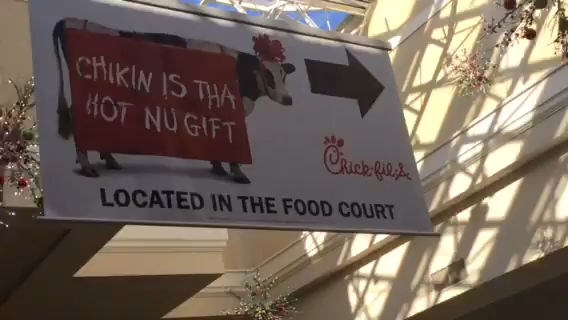 CHIKIN IS THA
HOT NU GIFT
Chick-fil-A
LOCATED IN THE FOOD COURT